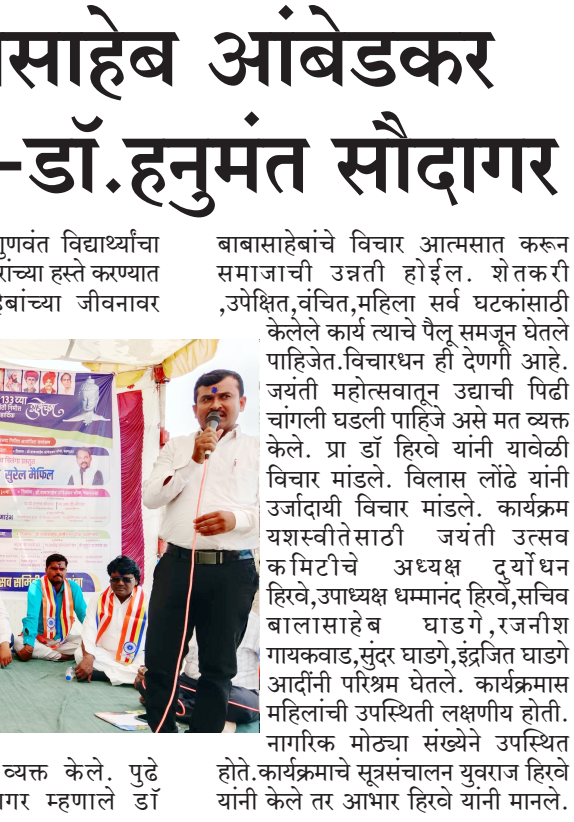 ासाहेब आंबेडकर
-डॉ.हनुमंत सौदागर
गुणवंत विद्यार्थ्यांचा
रांच्या हस्ते करण्यात
हेबांच्या जीवनावर
व्यक्त केले. पुढे
ागर म्हणाले डॉ
बाबासाहेबांचे विचार आत्मसात करून
समाजाची उन्नती होईल. शेतकरी
,उपेक्षित,वंचित,महिला सर्व घटकांसाठी
केलेले कार्य त्याचे पैलू समजून घेतले
पाहिजेत.विचारधन ही देणगी आहे.
जयंती महोत्सवातून उद्याची पिढी
चांगली घडली पाहिजे असे मत व्यक्त
केले. प्रा डॉ हिरवे यांनी यावेळी
विचार मांडले. विलास लोंढे यांनी
उर्जादायी विचार मांडले. कार्यक्रम
यशस्वीतेसाठी जयंती उत्सव
कमिटीचे अध्यक्ष दुर्योधन
हिरवे,उपाध्यक्ष धम्मानंद हिरवे,सचिव
बालासाहेब घाडगे,रजनीश
गायकवाड,सुंदर घाडगे,इंद्रजित घाडगे
आदींनी परिश्रम घेतले. कार्यक्रमास
महिलांची उपस्थिती लक्षणीय होती.
नागरिक मोठ्या संख्येने उपस्थित
होते.कार्यक्रमाचे सूत्रसंचालन युवराज हिरवे
यांनी केले तर आभार हिरवे यांनी मानले.
133 व्या
सुरेल मैफिल